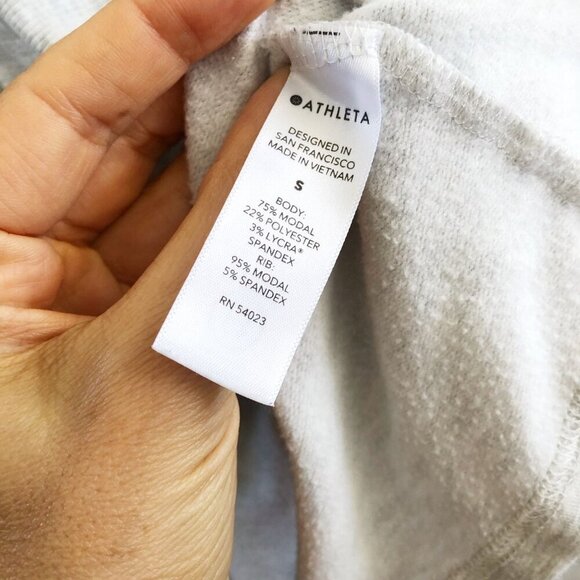 ATHLETA
DESIGNED IN
SAN FRANCISCO
MADE IN VIETNAM
S
BODY:
75% MODAL
22% POLYESTER
3% LYCRA®
SPANDEX
RIB:
95% MODAL
5% SPANDEX
RN 54023